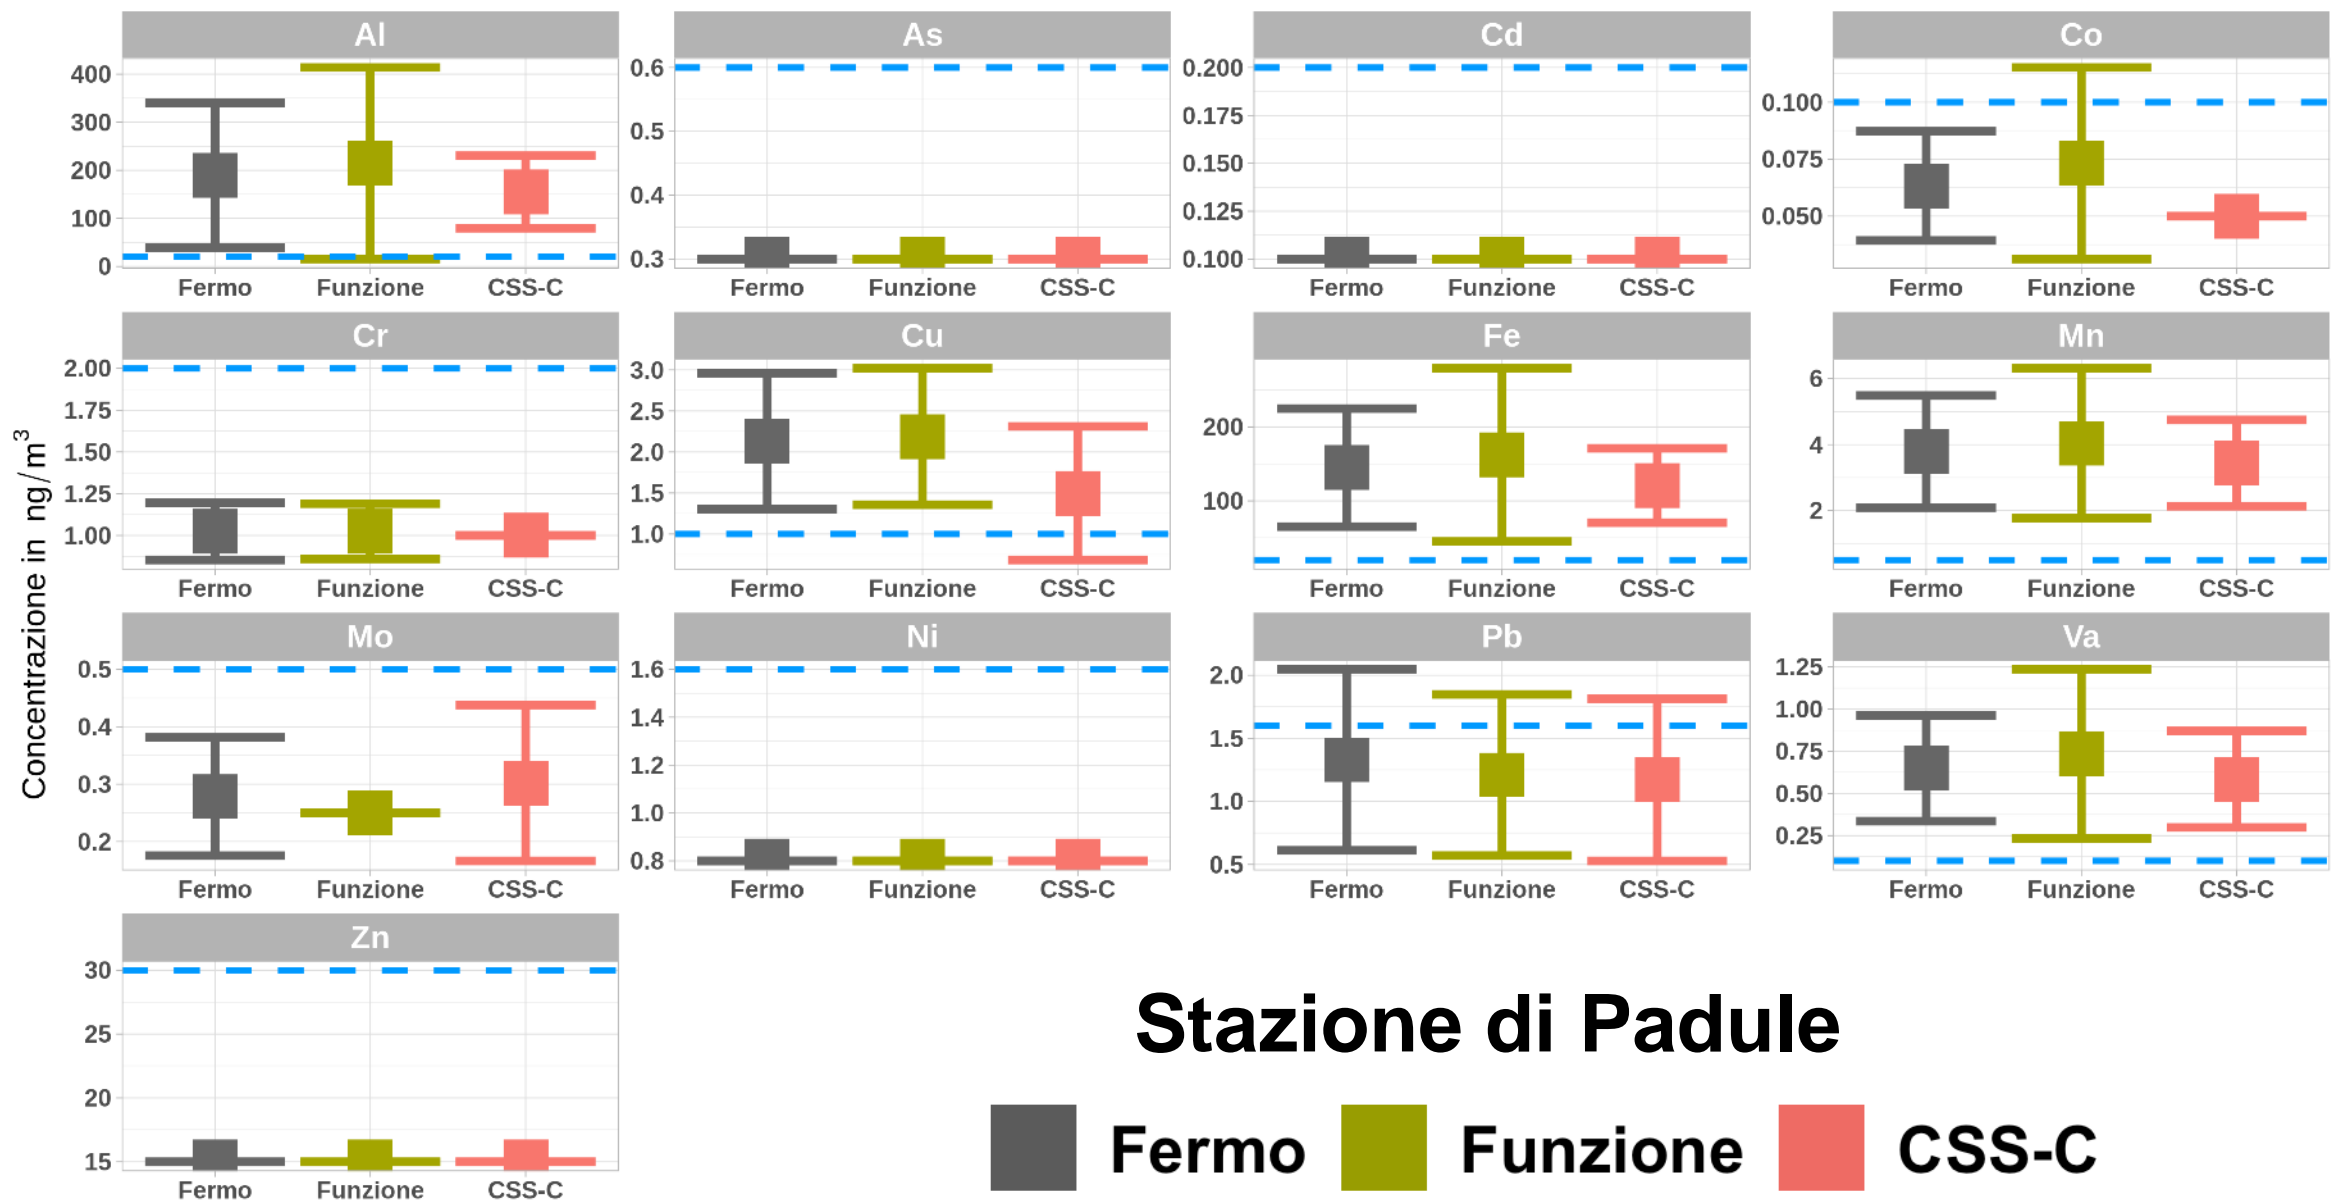 Al
As
Cd
Co
400
300
200
100
0
0.6
0.5
0.4
0.3
0.200
0.175
0.150
0.125
0.100
0.100
0.075
0.050
Fermo Funzione CSS-C
Fermo Funzione CSS-C
Fermo Funzione CSS-C
Fermo Funzione CSS-C
Concentrazione in ng/m³
Cr
Cu
Fe
Mn
2.00
1.75
1.50
1.25
1.00
3.0
2.5
2.0
1.5
1.0
200
100
6
4
2
Fermo Funzione CSS-C
Fermo Funzione CSS-C
Fermo Funzione CSS-C
Fermo Funzione CSS-C
Mo
Ni
Pb
Va
0.5
0.4
0.3
0.2
1.6
1.4
1.2
1.0
0.8
2.0
1.5
1.0
0.5
1.25
1.00
0.75
0.50
0.25
Fermo Funzione CSS-C
Fermo Funzione CSS-C
Fermo Funzione CSS-C
Fermo Funzione CSS-C
Zn
30
25
20
15
Fermo Funzione CSS-C
Stazione di Padule
Fermo Funzione CSS-C